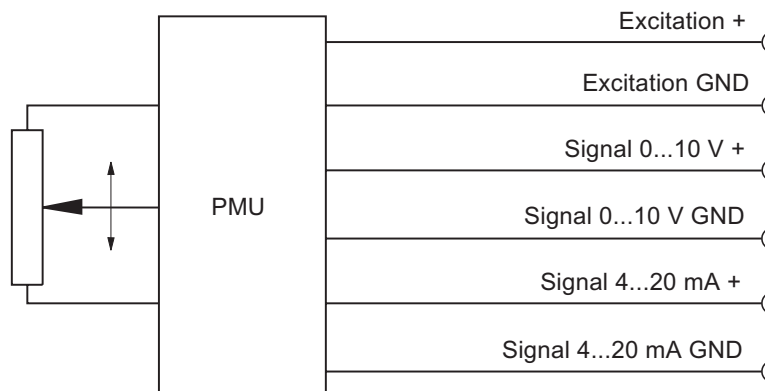 Excitation +
Excitation GND
Signal 0...10 V +
PMU
Signal 0...10 V GND
Signal 4...20 mA +
Signal 4...20 mA GND